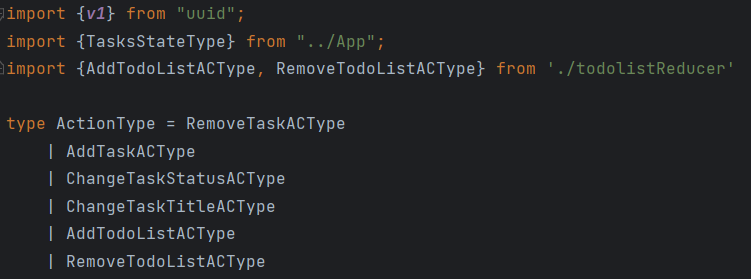 import {v1} from "uuid";
import {TasksStateType} from "../App";
import {AddTodoListACType, RemoveTodoListACType} from './todolistReducer'
type ActionType = RemoveTaskACType
| AddTaskACType
| ChangeTaskStatusACType
| ChangeTaskTitleACType
| AddTodoListACType
| RemoveTodoListACType